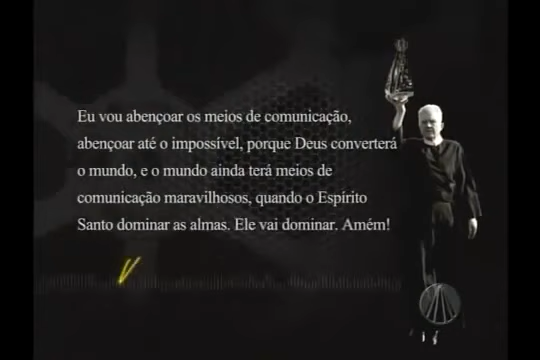 Eu vou abençoar os meios de comunicação,
abençoar até o impossível, porque Deus converterá
o mundo, e o mundo ainda terá meios de
comunicação maravilhosos, quando o Espírito
Santo dominar as almas. Ele vai dominar. Amém!